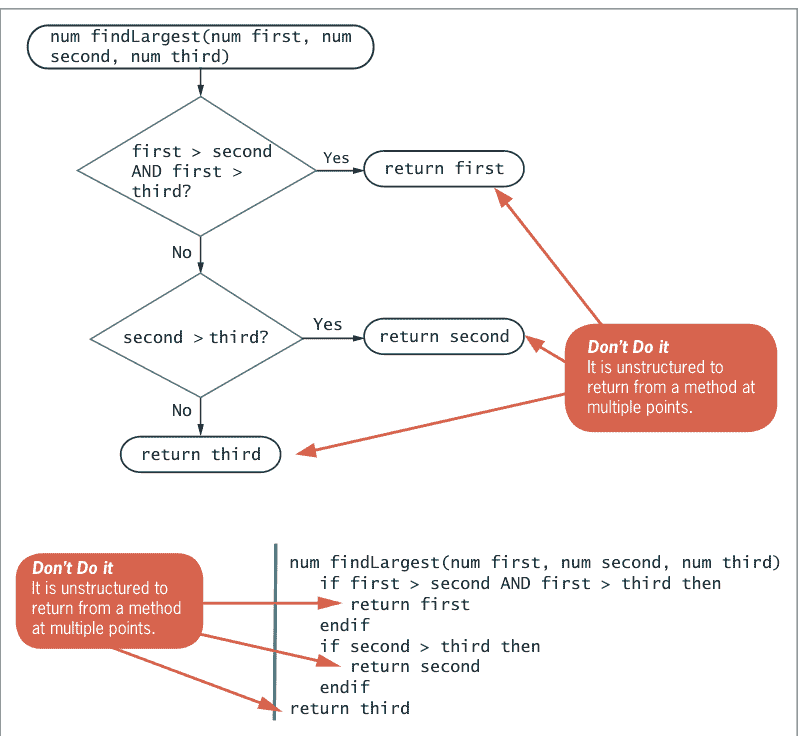 num findLargest(num first, num
second, num third)
first > second
AND first >
third?
Yes
return first
No
second > third?
Yes
return second
Don't Do it
It is unstructured to
return from a method at
multiple points.
No
return third
Don't Do it
It is unstructured to
return from a method
at multiple points.
num findLargest(num first, num second, num third)
if first > second AND first > third then
return first
endif
if second > third then
return second
endif
return third